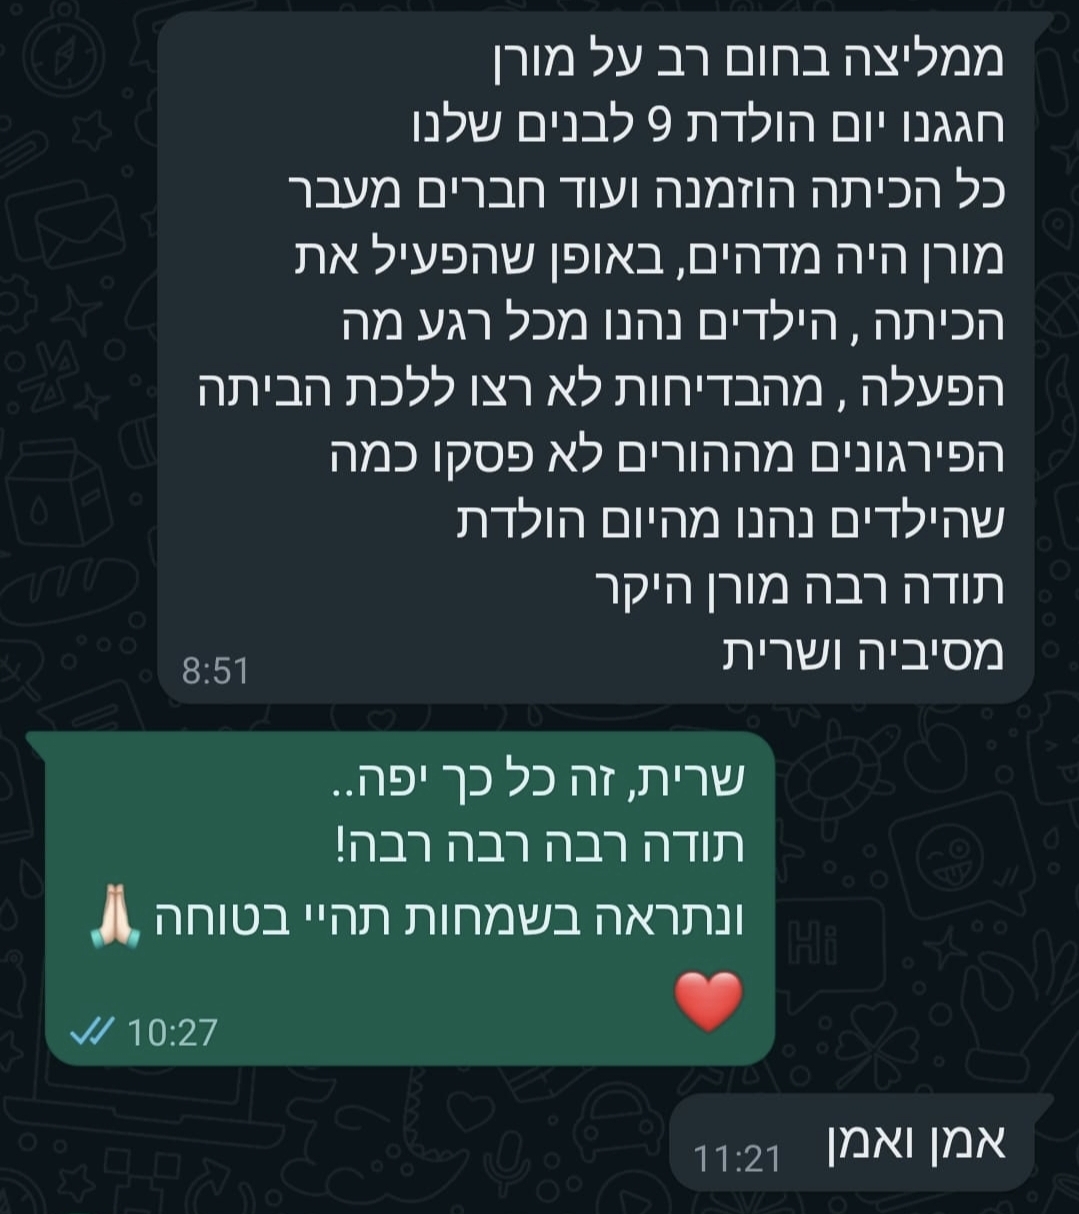 ממליצה בחום רב על מורן
חגגנו יום הולדת 9 לבנים שלנו
כל הכיתה הוזמנה ועוד חברים מעבר
מורן היה מדהים, באופן שהפעיל את
הכיתה , הילדים נהנו מכל רגע מה
הפעלה , מהבדיחות לא רצו ללכת הביתה
הפירגונים מההורים לא פסקו כמה
שהילדים נהנו מהיום הולדת
תודה רבה מורן היקר
מסיביה ושרית
8:51
שרית, זה כל כך יפה..
תודה רבה רבה רבה!
ונתראה בשמחות תהיי בטוחה 🙏🏻
❤️
10:27
אמן ואמן
11:21
Hi